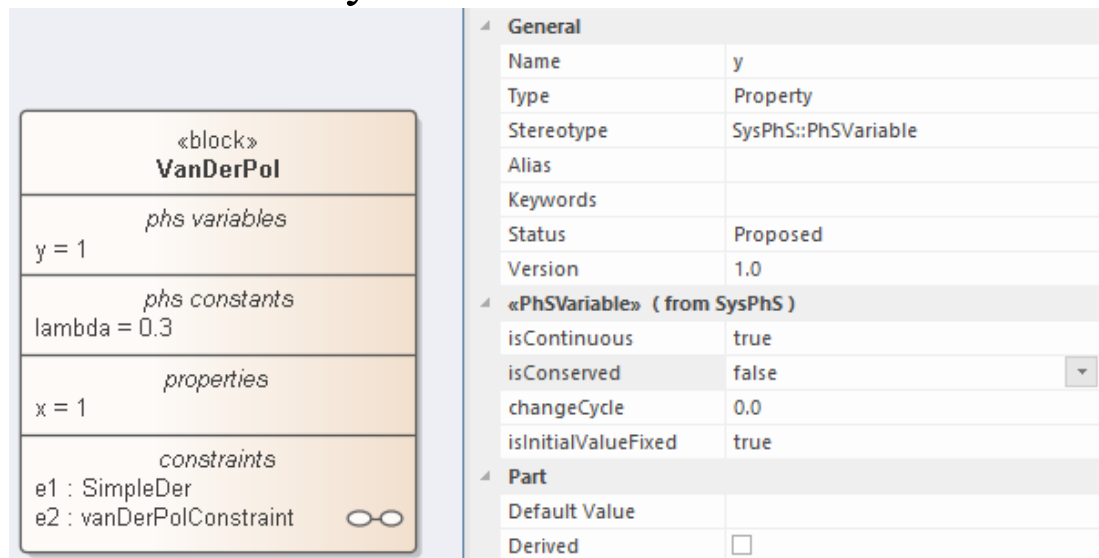 «block»
VanDerPol
phs variables
y = 1
phs constants
lambda = 0.3
properties
x = 1
constraints
e1 : SimpleDer
e2 : vanDerPolConstraint
General
Name y
Type Property
Stereotype SysPhS::PhSVariable
Alias
Keywords
Status Proposed
Version 1.0
«PhSVariable» ( from SysPhS )
isContinuous true
isConserved false
changeCycle 0.0
isInitialValueFixed true
Part
Default Value
Derived